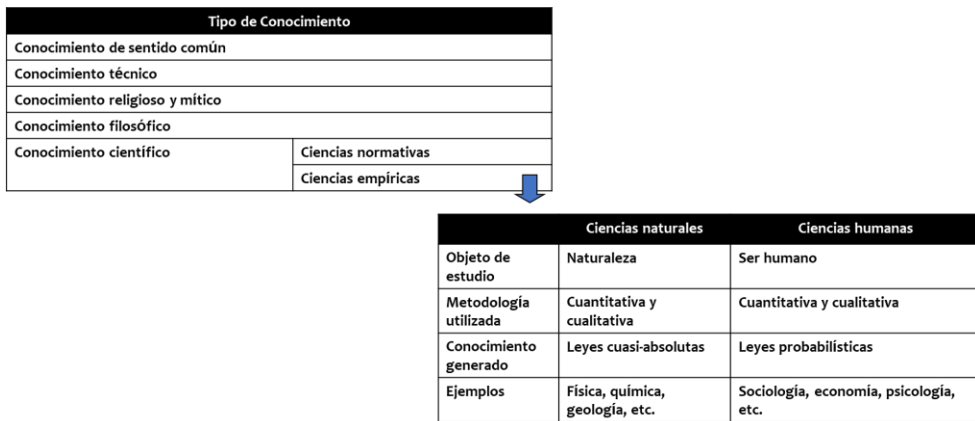 Tipo de Conocimiento
Conocimiento de sentido común
Conocimiento técnico
Conocimiento religioso y mítico
Conocimiento filosófico
Conocimiento científico
Ciencias normativas
Ciencias empíricas
Ciencias naturales
Ciencias humanas
Objeto de
estudio
Naturaleza
Ser humano
Metodología
utilizada
Cuantitativa y
cualitativa
Cuantitativa y cualitativa
Conocimiento
generado
Leyes cuasi-absolutas
Leyes probabilísticas
Ejemplos
Física, química,
geología, etc.
Sociología, economía, psicología,
etc.